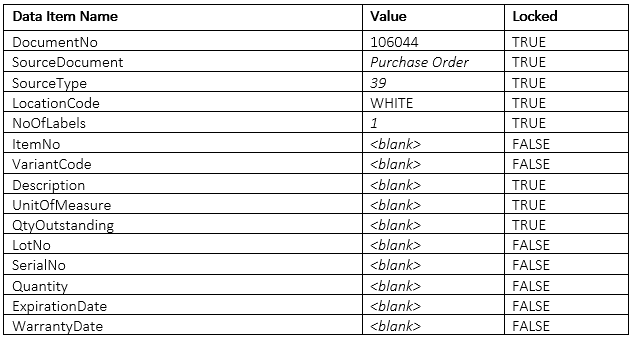 Data Item Name Value Locked
DocumentNo 106044 TRUE
SourceDocument Purchase Order TRUE
SourceType 39 TRUE
LocationCode WHITE TRUE
NoOfLabels 1 TRUE
ItemNo <blank> FALSE
VariantCode <blank> FALSE
Description <blank> TRUE
UnitOfMeasure <blank> TRUE
QtyOutstanding <blank> TRUE
LotNo <blank> FALSE
SerialNo <blank> FALSE
Quantity <blank> FALSE
ExpirationDate <blank> FALSE
WarrantyDate <blank> FALSE